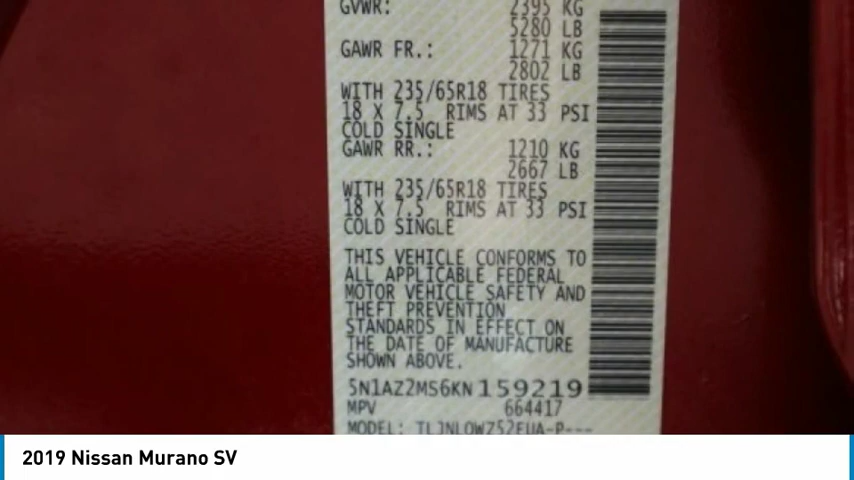 GVWR: 2395 KG
5280 LB
GAWR FR.: 1271 KG
2802 LB
WITH 235/65R18 TIRES
18 X 7.5 RIMS AT 33 PSI
COLD SINGLE
GAWR RR.: 1210 KG
2667 LB
WITH 235/65R18 TIRES
18 X 7.5 RIMS AT 33 PSI
COLD SINGLE
THIS VEHICLE CONFORMS TO
ALL APPLICABLE FEDERAL
MOTOR VEHICLE SAFETY AND
THEFT PREVENTION
STANDARDS IN EFFECT ON
THE DATE OF MANUFACTURE
SHOWN ABOVE.
5N1AZ2MS6KN 159219
MPV 664417
MODEL:
2019 Nissan Murano SV